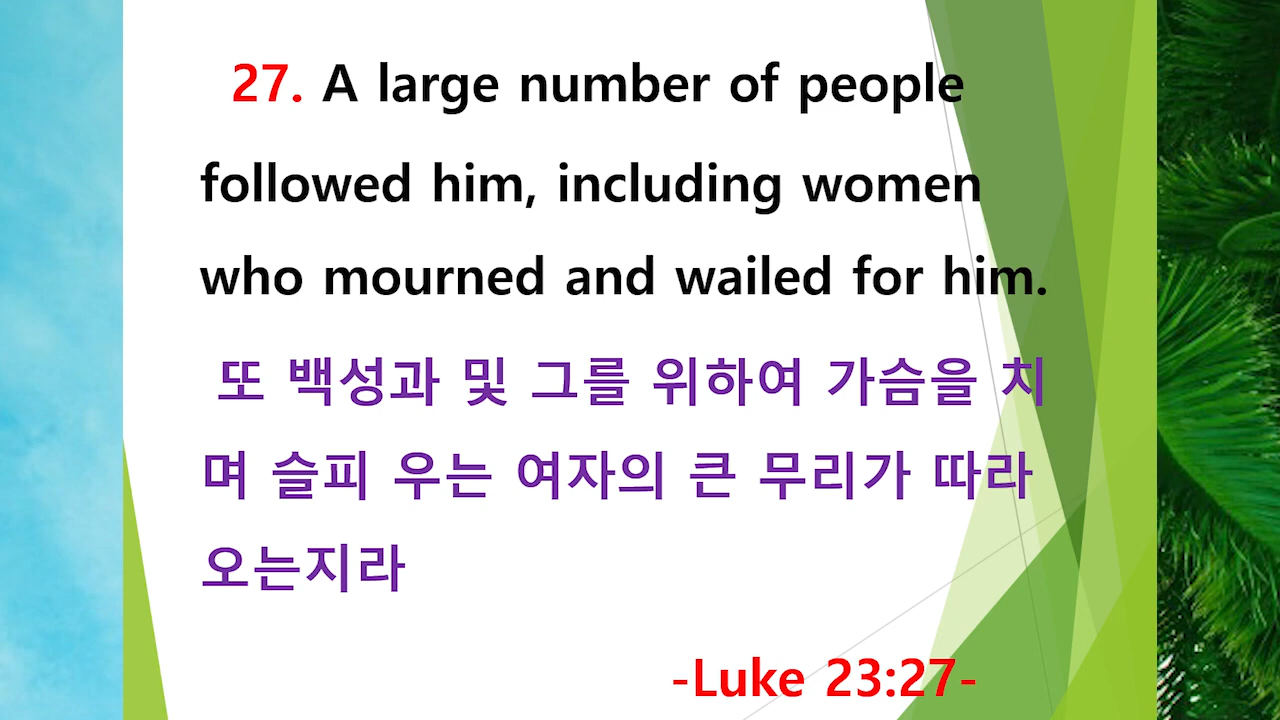 27. A large number of people
followed him, including women
who mourned and wailed for him.
또 백성과 및 그를 위하여 가슴을 치
며 슬피 우는 여자의 큰 무리가 따라
오는지라
-Luke 23:27-